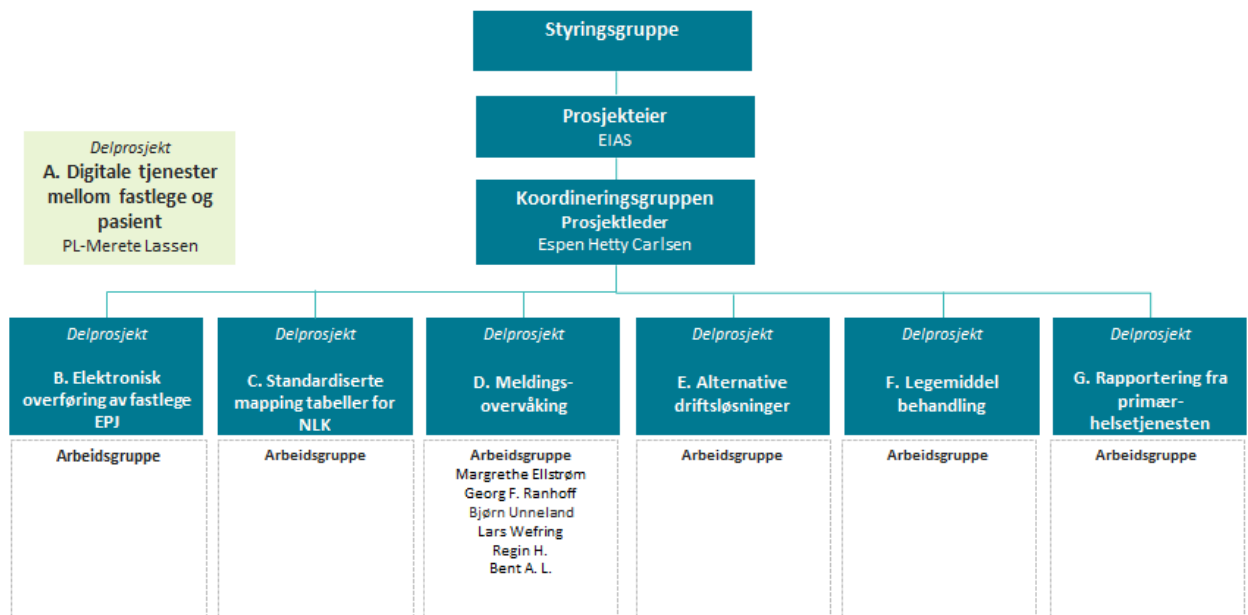 Styringsgruppe
Prosjekteier
EIAS
Delprosjekt
A. Digitale tjenester
mellom fastlege og
pasient
PL-Merete Lassen
Koordineringsgruppen
Prosjektleder
Espen Hetty Carlsen
Delprosjekt
B. Elektronisk
overføring av fastlege
EPJ
Arbeidsgruppe
Delprosjekt
C. Standardiserte
mapping tabeller for
NLK
Arbeidsgruppe
Delprosjekt
D. Meldings-
overvåking
Arbeidsgruppe
Margrethe Ellstrøm
Georg F. Ranhoff
Bjørn Unneland
Lars Wefring
Regin H.
Bent A. L.
Delprosjekt
E. Alternative
driftsløsninger
Arbeidsgruppe
Delprosjekt
F. Legemiddel
behandling
Arbeidsgruppe
Delprosjekt
G. Rapportering fra
primær-
helsetjenesten
Arbeidsgruppe